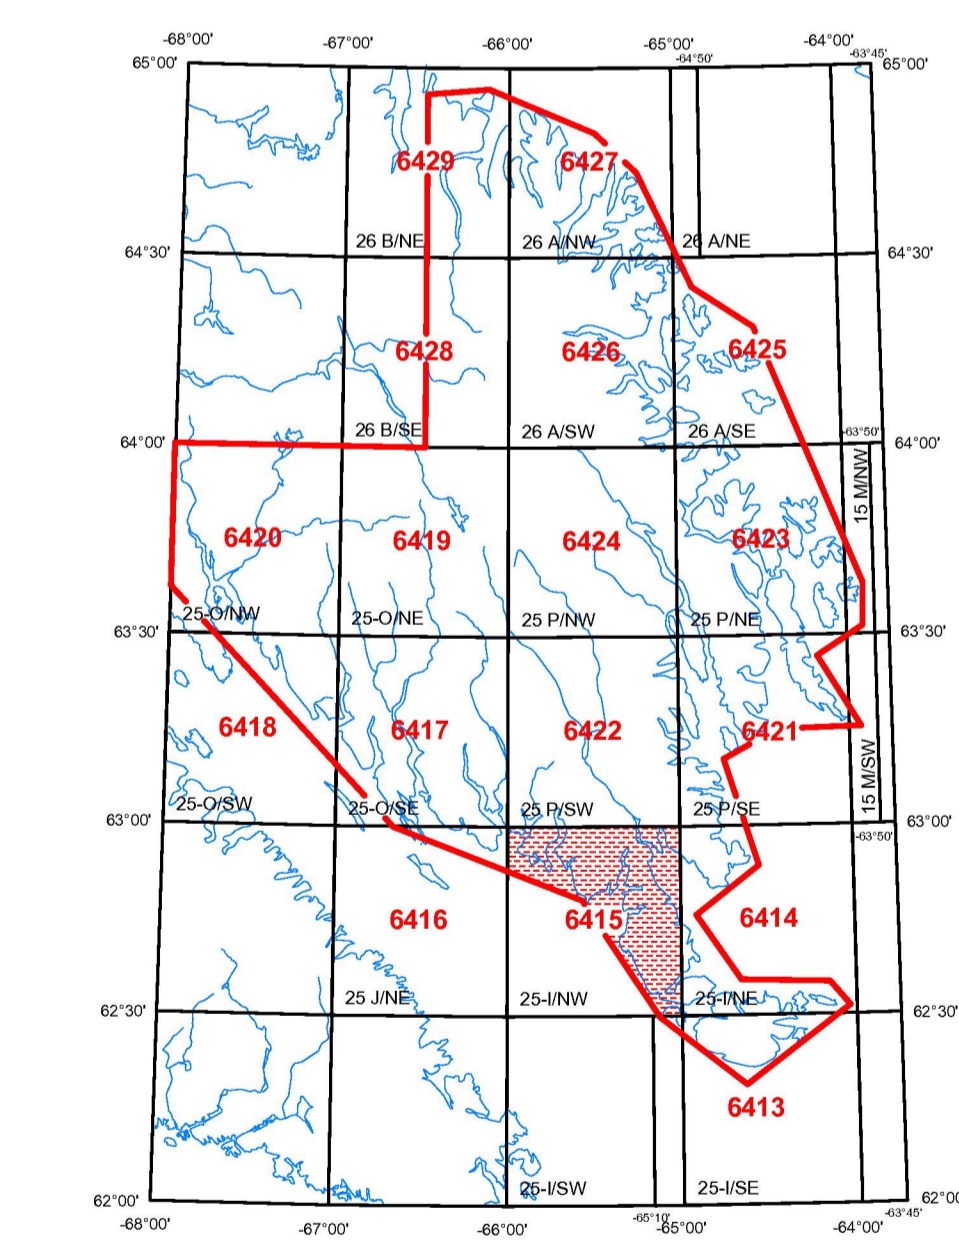 -68°00' -67°00' -66°00' -65°00' -64°00'
-64°50' -63°45'
65°00' 65°00'
6429 6427
26 B/NE 26 A/NW 26 A/NE
64°30' 64°30'
6428 6426 6425
26 B/SE 26 A/SW 26 A/SE -63°50'
64°00' 64°00'
15 M/NW
6420 6419 6424 6423
25-O/NW 25-O/NE 25 P/NW 25 P/NE
63°30' 63°30'
6418 6417 6422 6421
15 M/SW
25-O/SW 25-O/SE 25 P/SW 25 P/SE
63°00' 63°00'
-63°50'
6416 6415 6414
25 J/NE 25-I/NW 25-I/NE
62°30' 62°30'
6413
25-I/SW 25-I/SE
62°00' 62°00
-65°10' -63°45'
-68°00' -67°00' -66°00' -65°00' -64°00'